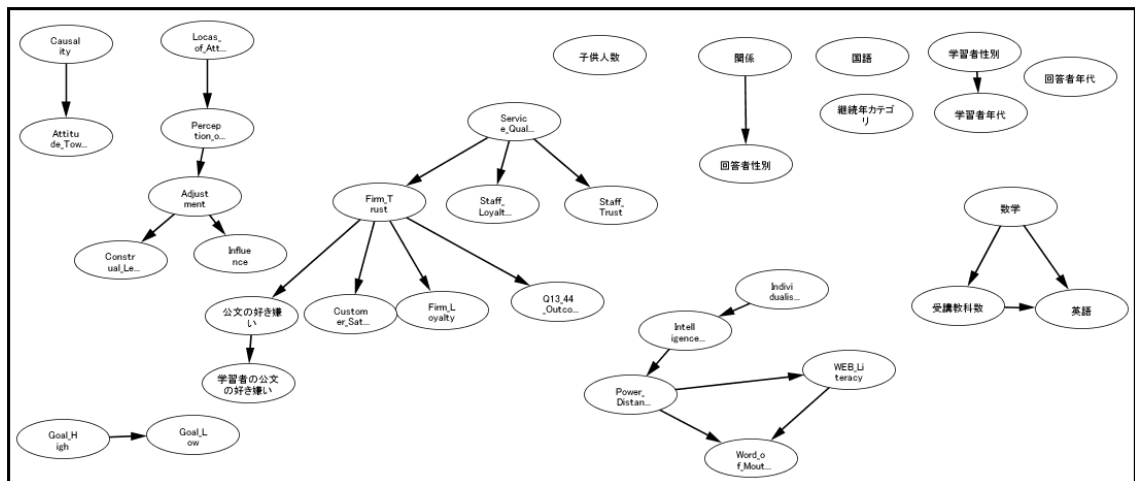 Causal
ity
Locas_
of_Att...
子供人数
関係
国語
学習者性別
回答者年代
Attitu
de_Tow...
Percep
tion_o...
Servic
e_Qual...
継続年カテゴ
リ
学習者年代
回答者性別
Adjust
ment
Firm_T
rust
Staff_
Loyalt...
Staff_
Trust
数学
Constr
ual_Le...
Influe
nce
公文の好き嫌
い
Custom
er_Sat...
Firm_L
oyalty
Q13_44
_Outco...
Indivi
dualis...
受講教科数
英語
Intell
igence...
学習者の公文
の好き嫌い
Power_
Distan...
WEB_Li
teracy
Goal_H
igh
Goal_L
ow
Word_o
f_Mout...